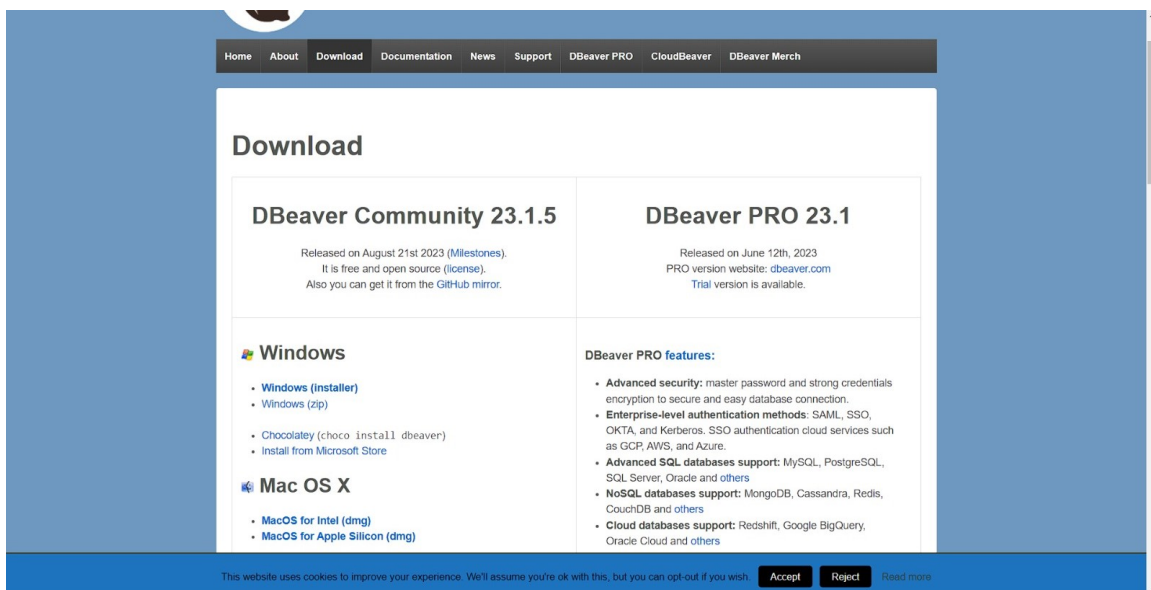 Home About Download Documentation News Support DBeaver PRO CloudBeaver DBeaver Merch
Download
DBeaver Community 23.1.5
Released on August 21st 2023 (Milestones).
It is free and open source (license).
Also you can get it from the GitHub mirror.
DBeaver PRO 23.1
Released on June 12th, 2023
PRO version website: dbeaver.com
Trial version is available.
Windows
Windows (installer)
Windows (zip)
Chocolatey (choco install dbeaver)
Install from Microsoft Store
Mac OS X
MacOS for Intel (dmg)
MacOS for Apple Silicon (dmg)
DBeaver PRO features:
Advanced security: master password and strong credentials
encryption to secure and easy database connection.
Enterprise-level authentication methods: SAML, SSO,
OKTA, and Kerberos. SSO authentication cloud services such
as GCP, AWS, and Azure.
Advanced SQL databases support: MySQL, PostgreSQL,
SQL Server, Oracle and others
NoSQL databases support: MongoDB, Cassandra, Redis,
CouchDB and others
Cloud databases support: Redshift, Google BigQuery,
Oracle Cloud and others
This website uses cookies to improve your experience. We'll assume you're ok with this, but you can opt-out if you wish. Accept Reject Read more